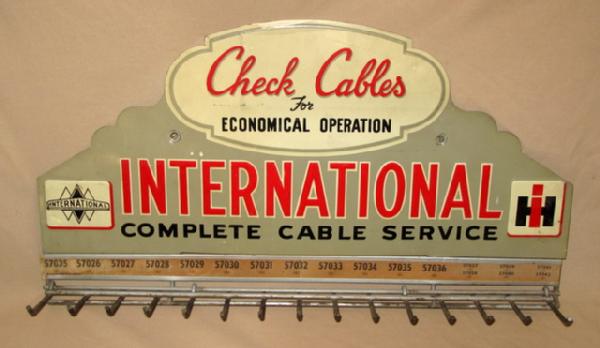 Check Cables
For
ECONOMICAL OPERATION
INTERNATIONAL
INTERNATIONAL
IH
COMPLETE CABLE SERVICE
57026 57027 57028 57029 57030 57031 57032 57033 57034 57035 57036